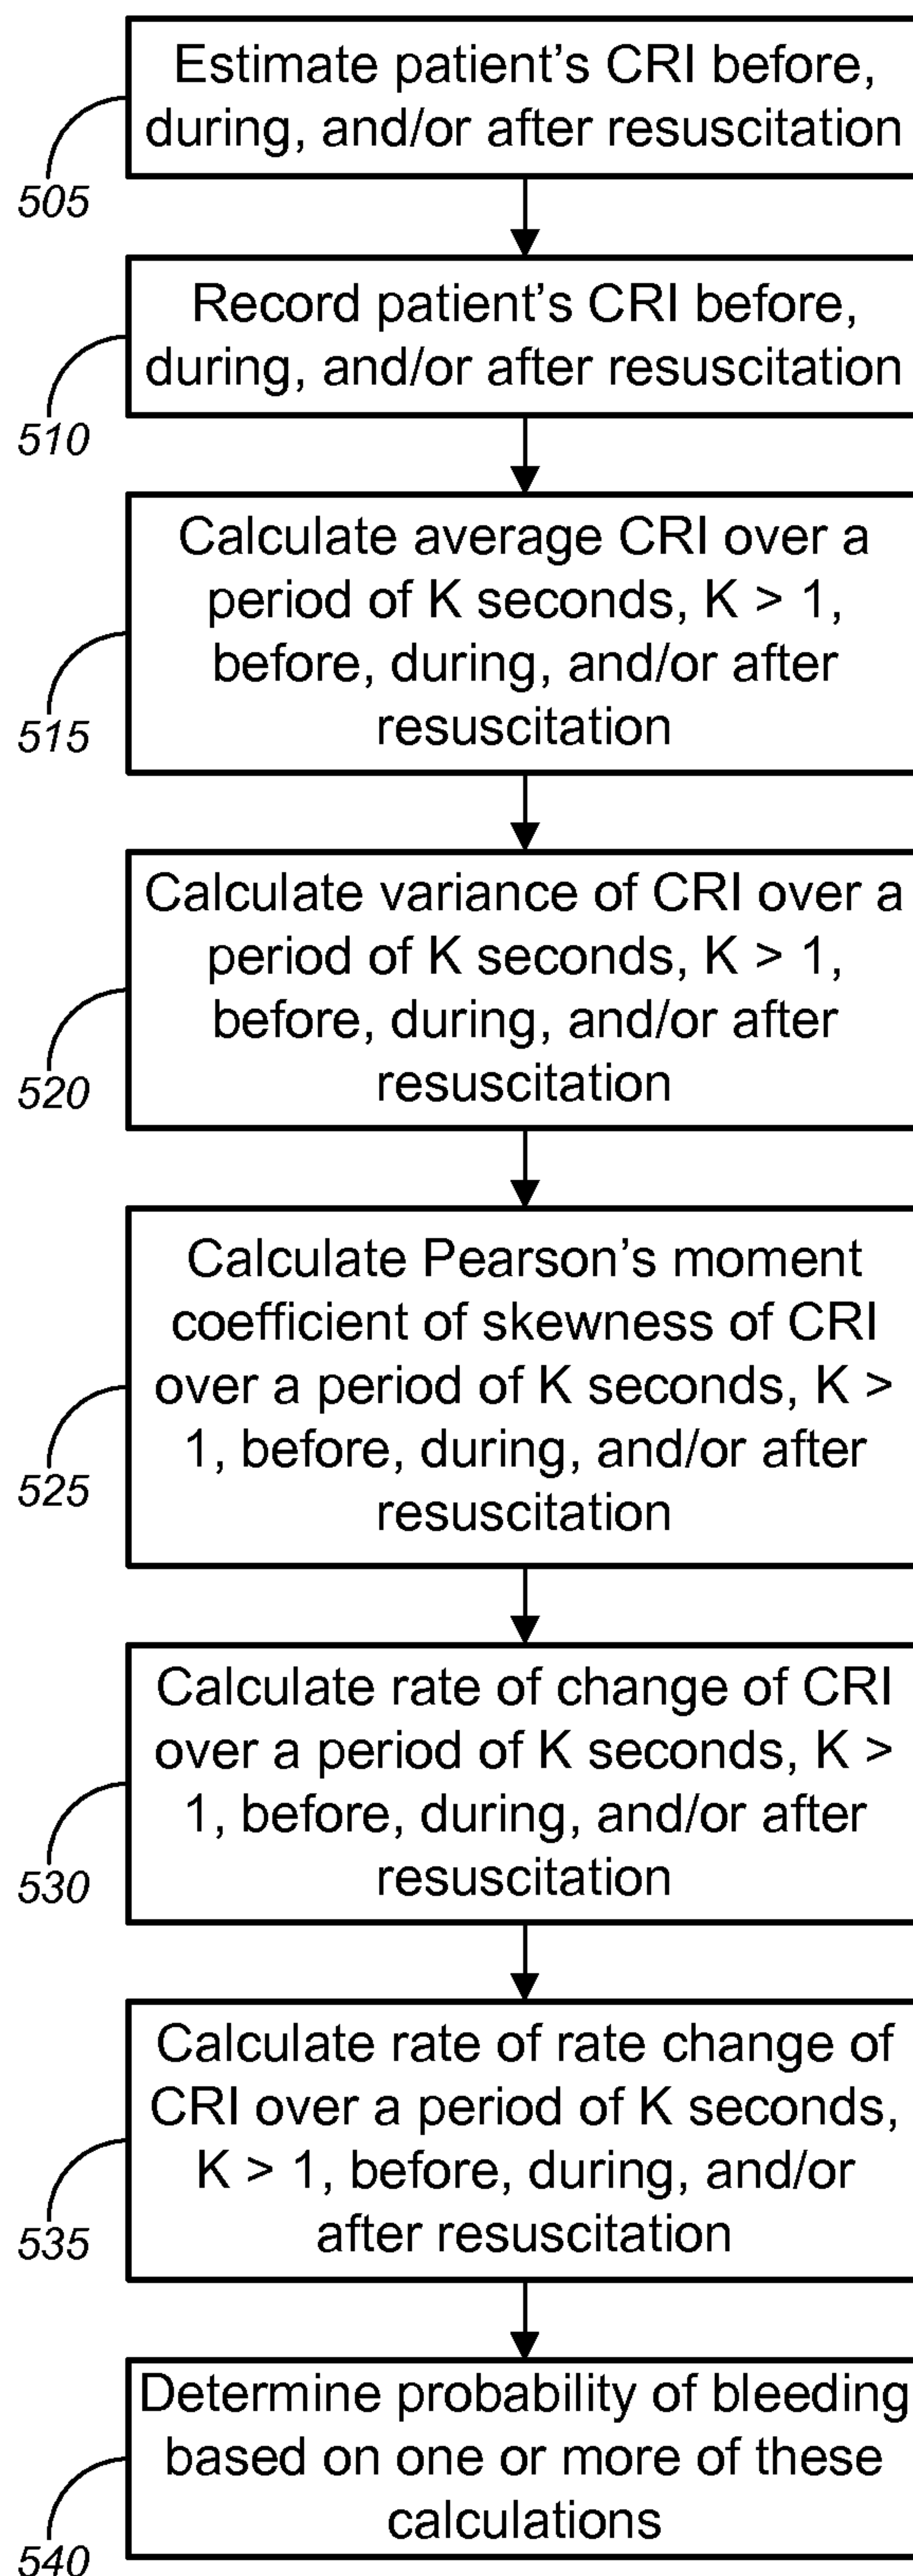 Estimate patient's CRI before,
during, and/or after resuscitation
505
Record patient's CRI before,
during, and/or after resuscitation
510
Calculate average CRI over a
period of K seconds, K > 1,
before, during, and/or after
resuscitation
515
Calculate variance of CRI over a
period of K seconds, K > 1,
before, during, and/or after
resuscitation
520
Calculate Pearson's moment
coefficient of skewness of CRI
over a period of K seconds, K >
1, before, during, and/or after
resuscitation
525
Calculate rate of change of CRI
over a period of K seconds, K >
1, before, during, and/or after
resuscitation
530
Calculate rate of rate change of
CRI over a period of K seconds,
K > 1, before, during, and/or
after resuscitation
535
Determine probability of bleeding
based on one or more of these
calculations
540